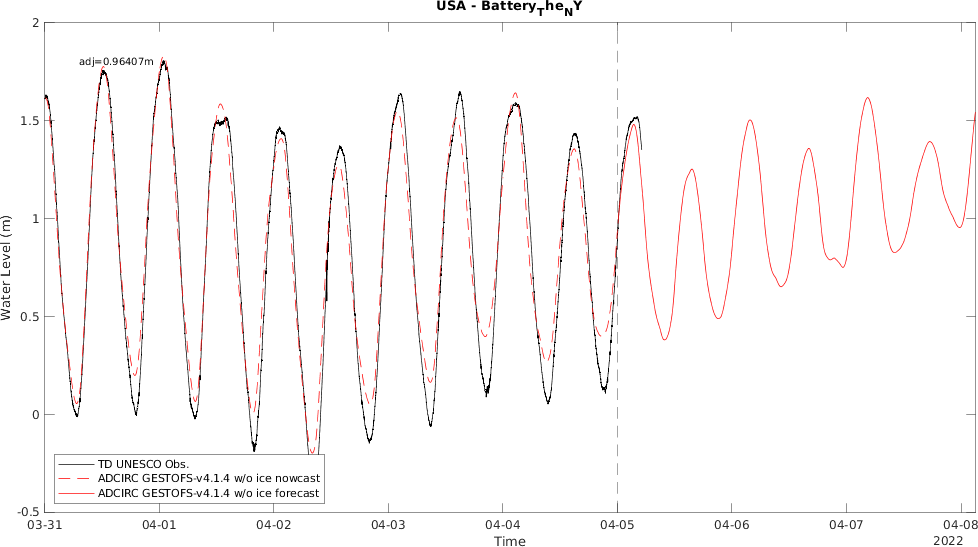 USA - Battery_The_NY
2
adj=0.96407m
1.5
1
0.5
0
-0.5
Water Level (m)
TD UNESCO Obs.
ADCIRC GESTOFS-v4.1.4 w/o ice nowcast
ADCIRC GESTOFS-v4.1.4 w/o ice forecast
03-31 04-01 04-02 04-03 04-04 04-05 04-06 04-07 04-08
Time
2022